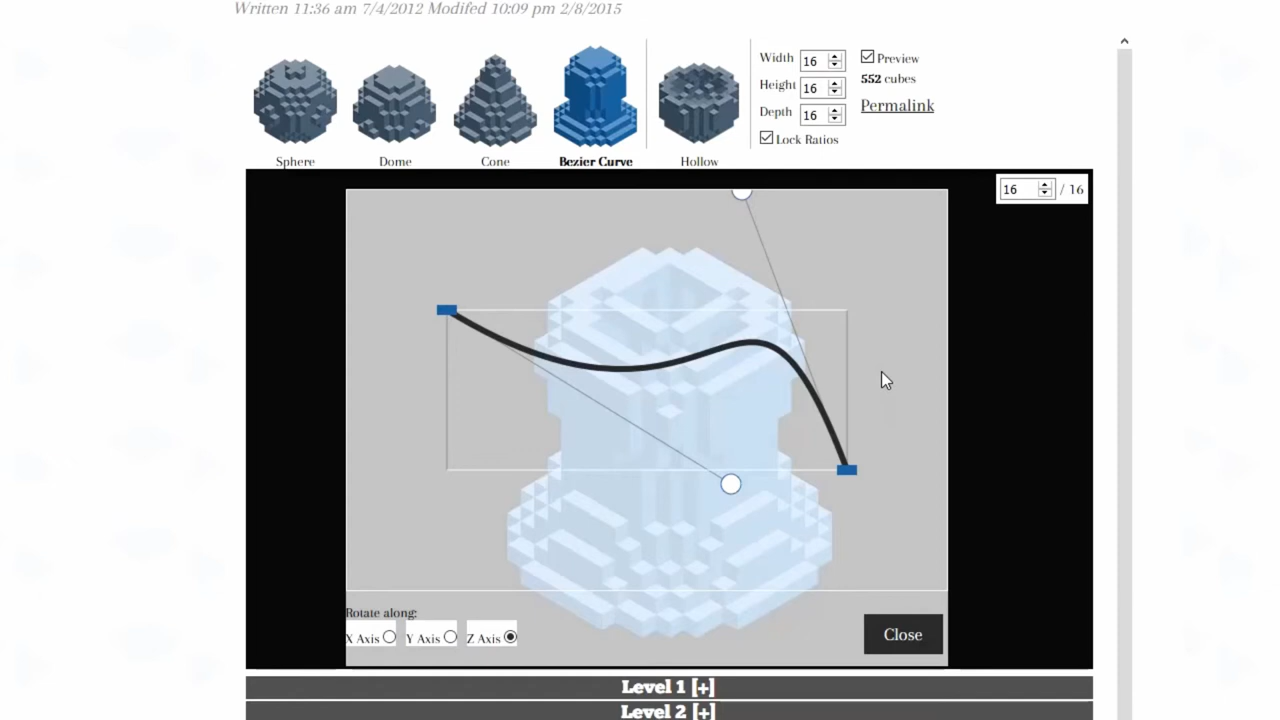 Written 11:36 am 7/4/2012 Modifed 10:09 pm 2/8/2015
Width 16
Preview
552 cubes
Height 16
Permalink
Depth 16
Lock Ratios
Sphere Dome Cone Bezier Curve Hollow
16 / 16
Rotate along:
X Axis Y Axis Z Axis
Close
Level 1 [+]
Level 2 [+]